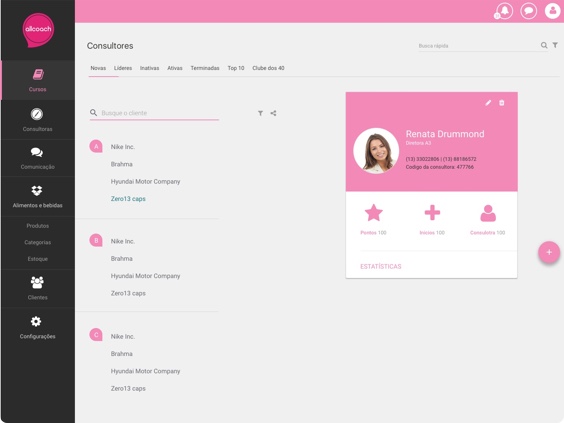 allcoach
Cursos
Consultoras
Comunicação
Alimentos e bebidas
Produtos
Categorias
Estoque
Clientes
Configurações
Consultores
Busca rápida
Novas Líderes Inativas Ativas Terminadas Top 10 Clube dos 40
Busque o cliente
A
Nike Inc.
Brahma
Hyundai Motor Company
Zero13 caps
B
Nike Inc.
Brahma
Hyundai Motor Company
Zero13 caps
C
Nike Inc.
Brahma
Hyundai Motor Company
Zero13 caps
Renata Drummond
Diretora A3
(13) 33022806 | (13) 88186572
Codigo da consultora: 477766
Pontos 100
Inicios 100
Consultora 100
ESTATÍSTICAS